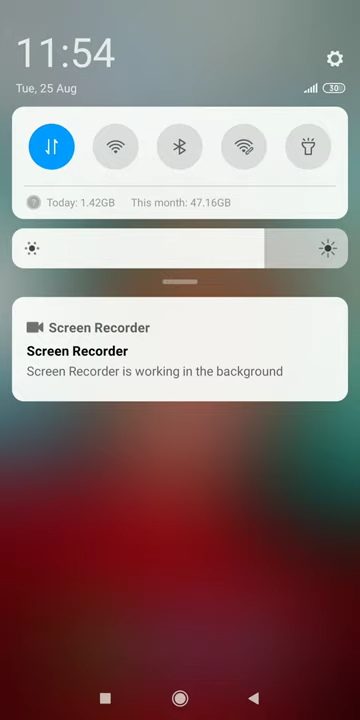 11:54
Tue, 25 Aug
30
Today: 1.42GB This month: 47.16GB
Screen Recorder
Screen Recorder
Screen Recorder is working in the background